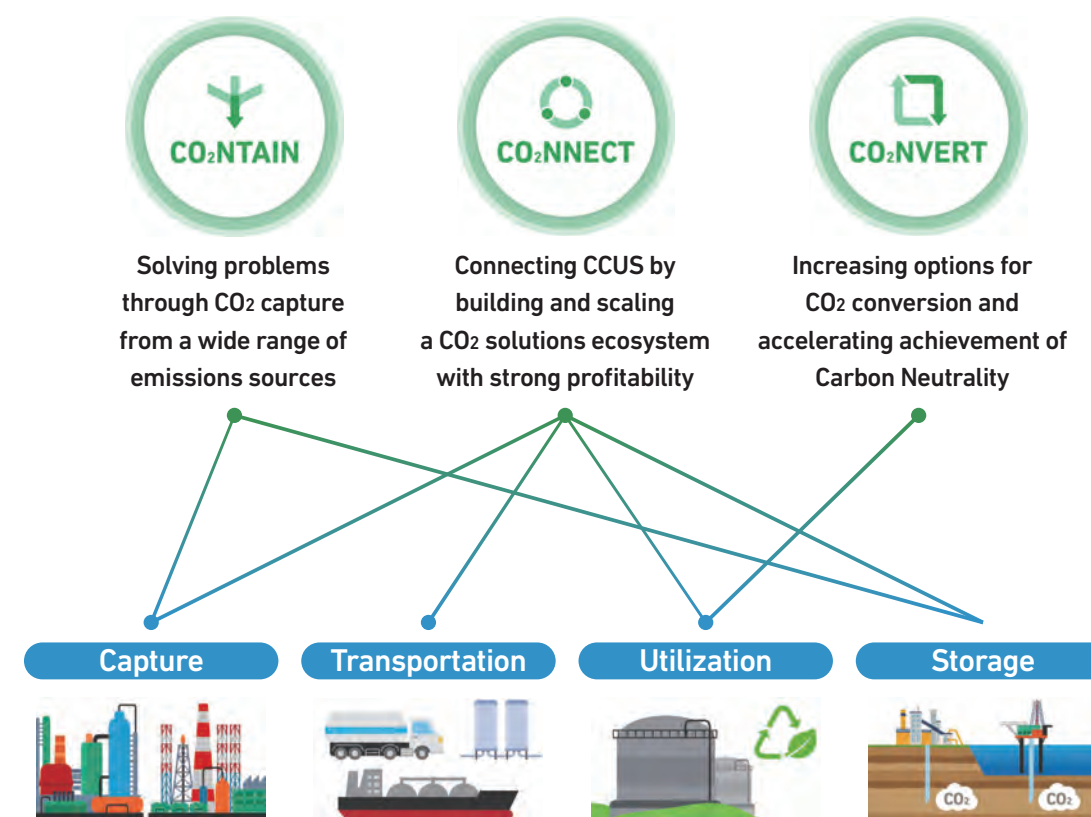 CO₂NTAIN
CO₂NNECT
CO₂NVERT
Solving problems
through CO₂ capture
from a wide range of
emissions sources
Connecting CCUS by
building and scaling
a CO₂ solutions ecosystem
with strong profitability
Increasing options for
CO₂ conversion and
accelerating achievement of
Carbon Neutrality
Capture
Transportation
Utilization
Storage
CO₂
CO₂